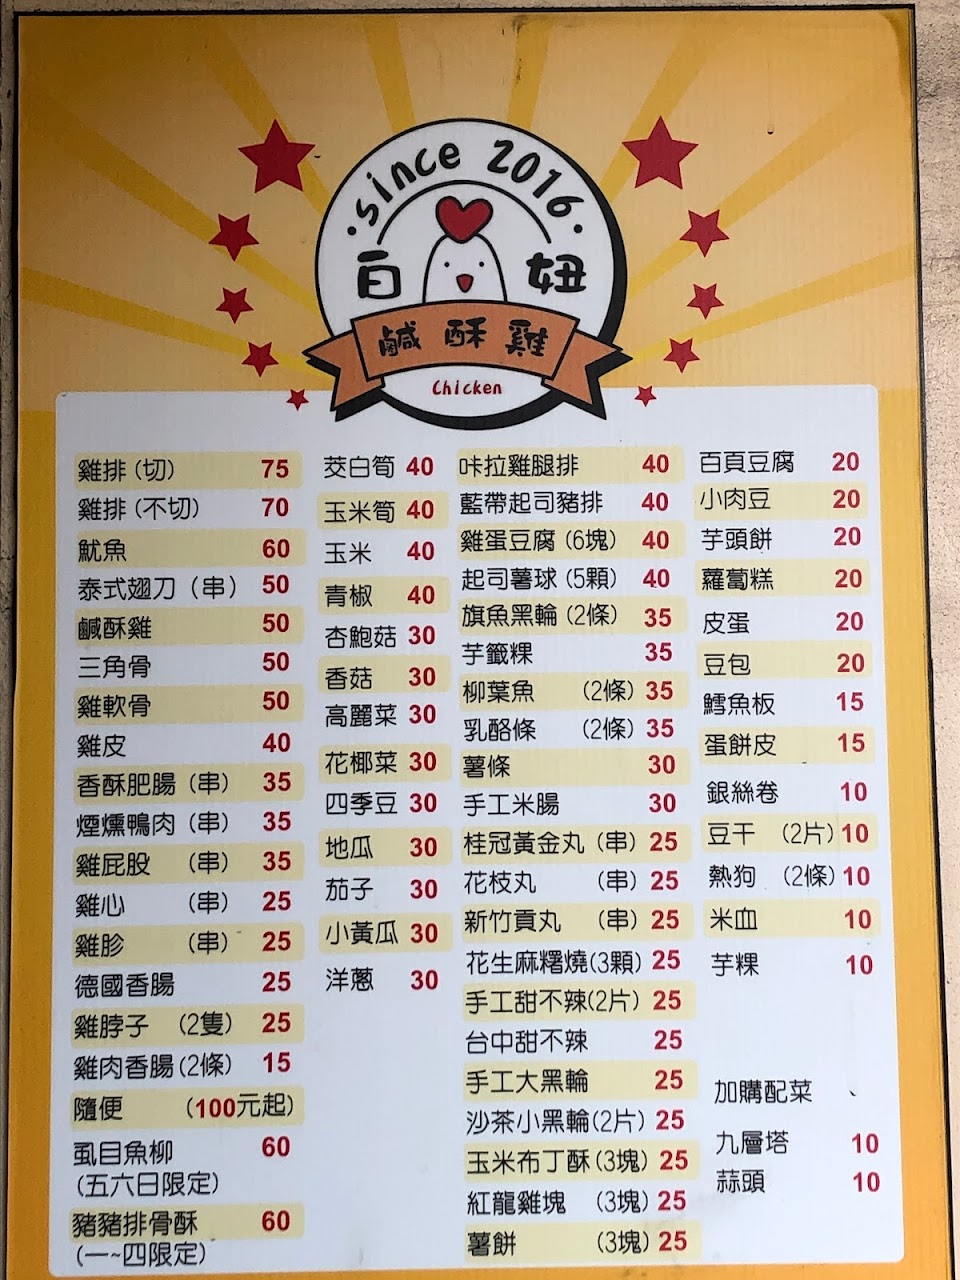 ·since 2016·
白 妞
鹹 酥 雞
Chicken
雞排 (切) 75
雞排 (不切) 70
魷魚 60
泰式翅刀 (串) 50
鹹酥雞 50
三角骨 50
雞軟骨 50
雞皮 40
香酥肥腸 (串) 35
煙燻鴨肉 (串) 35
雞屁股 (串) 35
雞心 (串) 25
雞胗 (串) 25
德國香腸 25
雞脖子 (2隻) 25
雞肉香腸(2條) 15
隨便 (100元起)
虱目魚柳 60
(五六日限定)
豬豬排骨酥 60
(一~四限定)
茭白筍 40
玉米筍 40
玉米 40
青椒 40
杏鮑菇 30
香菇 30
高麗菜 30
花椰菜 30
四季豆 30
地瓜 30
茄子 30
小黃瓜 30
洋蔥 30
咔拉雞腿排 40
藍帶起司豬排 40
雞蛋豆腐 (6塊) 40
起司薯球 (5顆) 40
旗魚黑輪 (2條) 35
芋籤粿 35
柳葉魚 (2條) 35
乳酪條 (2條) 35
薯條 30
手工米腸 30
桂冠黃金丸 (串) 25
花枝丸 (串) 25
新竹貢丸 (串) 25
花生麻糬燒(3顆) 25
手工甜不辣(2片) 25
台中甜不辣 25
手工大黑輪 25
沙茶小黑輪(2片) 25
玉米布丁酥(3塊) 25
紅龍雞塊 (3塊) 25
薯餅 (3塊) 25
百頁豆腐 20
小肉豆 20
芋頭餅 20
蘿蔔糕 20
皮蛋 20
豆包 20
鱈魚板 15
蛋餅皮 15
銀絲卷 10
豆干 (2片) 10
熱狗 (2條) 10
米血 10
芋粿 10
加購配菜
九層塔 10
蒜頭 10